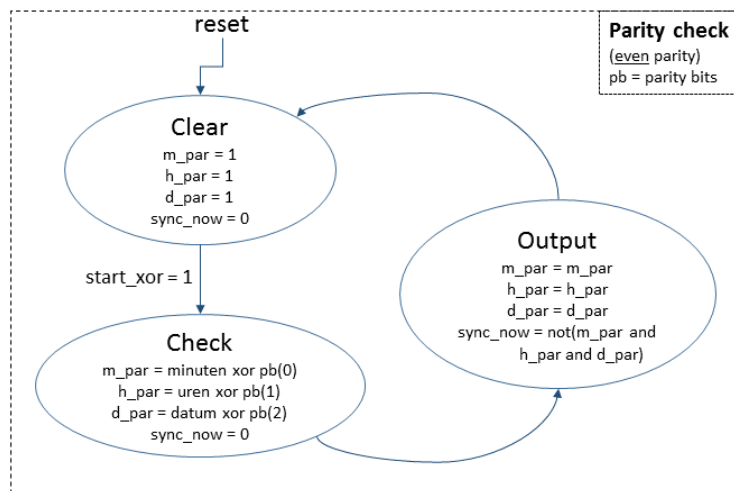 reset
Parity check
(even parity)
pb = parity bits
Clear
m_par = 1
h_par = 1
d_par = 1
sync_now = 0
start_xor = 1
Check
m_par = minuten xor pb(0)
h_par = uren xor pb(1)
d_par = datum xor pb(2)
sync_now = 0
Output
m_par = m_par
h_par = h_par
d_par = d_par
sync_now = not(m_par and
h_par and d_par)